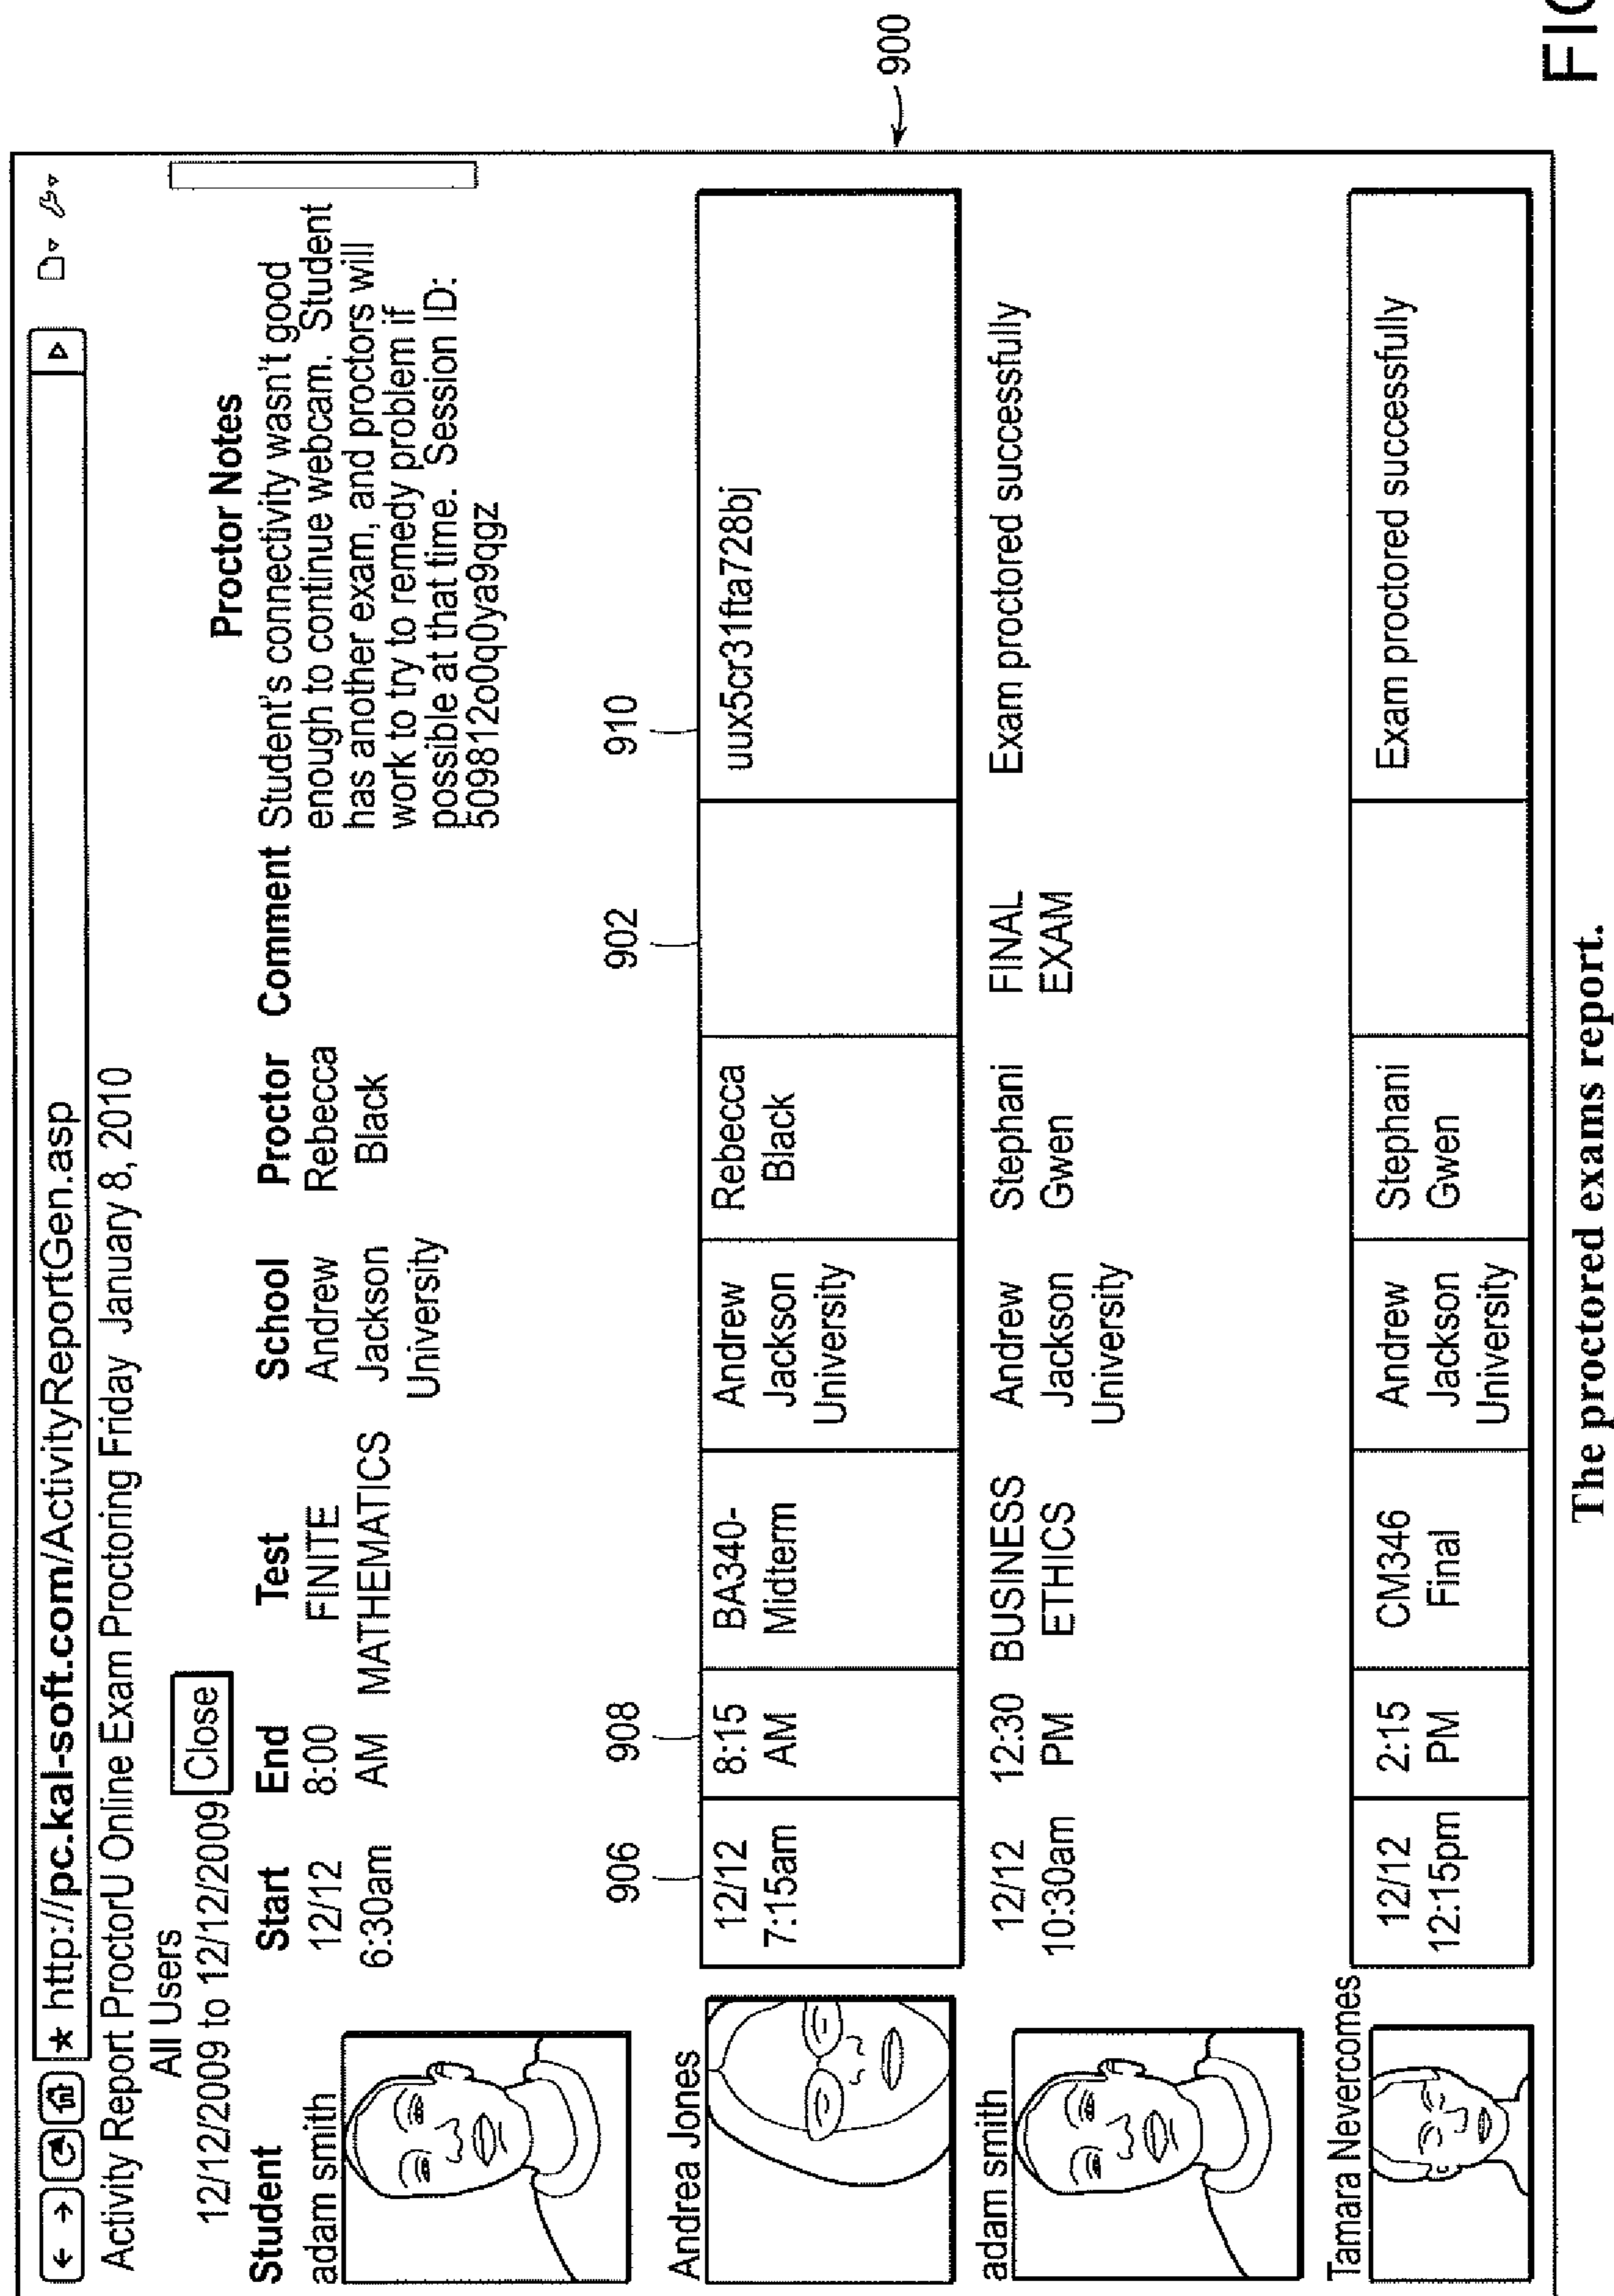 ★ http://pc.kal-soft.com/ActivityReportGen.asp
Activity Report ProctorU Online Exam Proctoring Friday January 8, 2010
All Users
12/12/2009 to 12/12/2009 Close
Student Start End Test School Proctor Comment Proctor Notes
adam smith
12/12
6:30am
8:00
AM
FINITE
MATHEMATICS
Andrew
Jackson
University
Rebecca
Black
Student's connectivity wasn't good
enough to continue webcam. Student
has another exam, and proctors will
work to try to remedy problem if
possible at that time. Session ID:
509812o0q0ya9qgz
906 908 902 910
Andrea Jones
12/12
7:15am
8:15
AM
BA340-
Midterm
Andrew
Jackson
University
Rebecca
Black
uux5cr31fta728bj
900
adam smith
12/12
10:30am
12:30
PM
BUSINESS
ETHICS
Andrew
Jackson
University
Stephani
Gwen
FINAL
EXAM
Exam proctored successfully
Tamara Nevercomes
12/12
12:15pm
2:15
PM
CM346
Final
Andrew
Jackson
University
Stephani
Gwen
Exam proctored successfully
The proctored exams report.